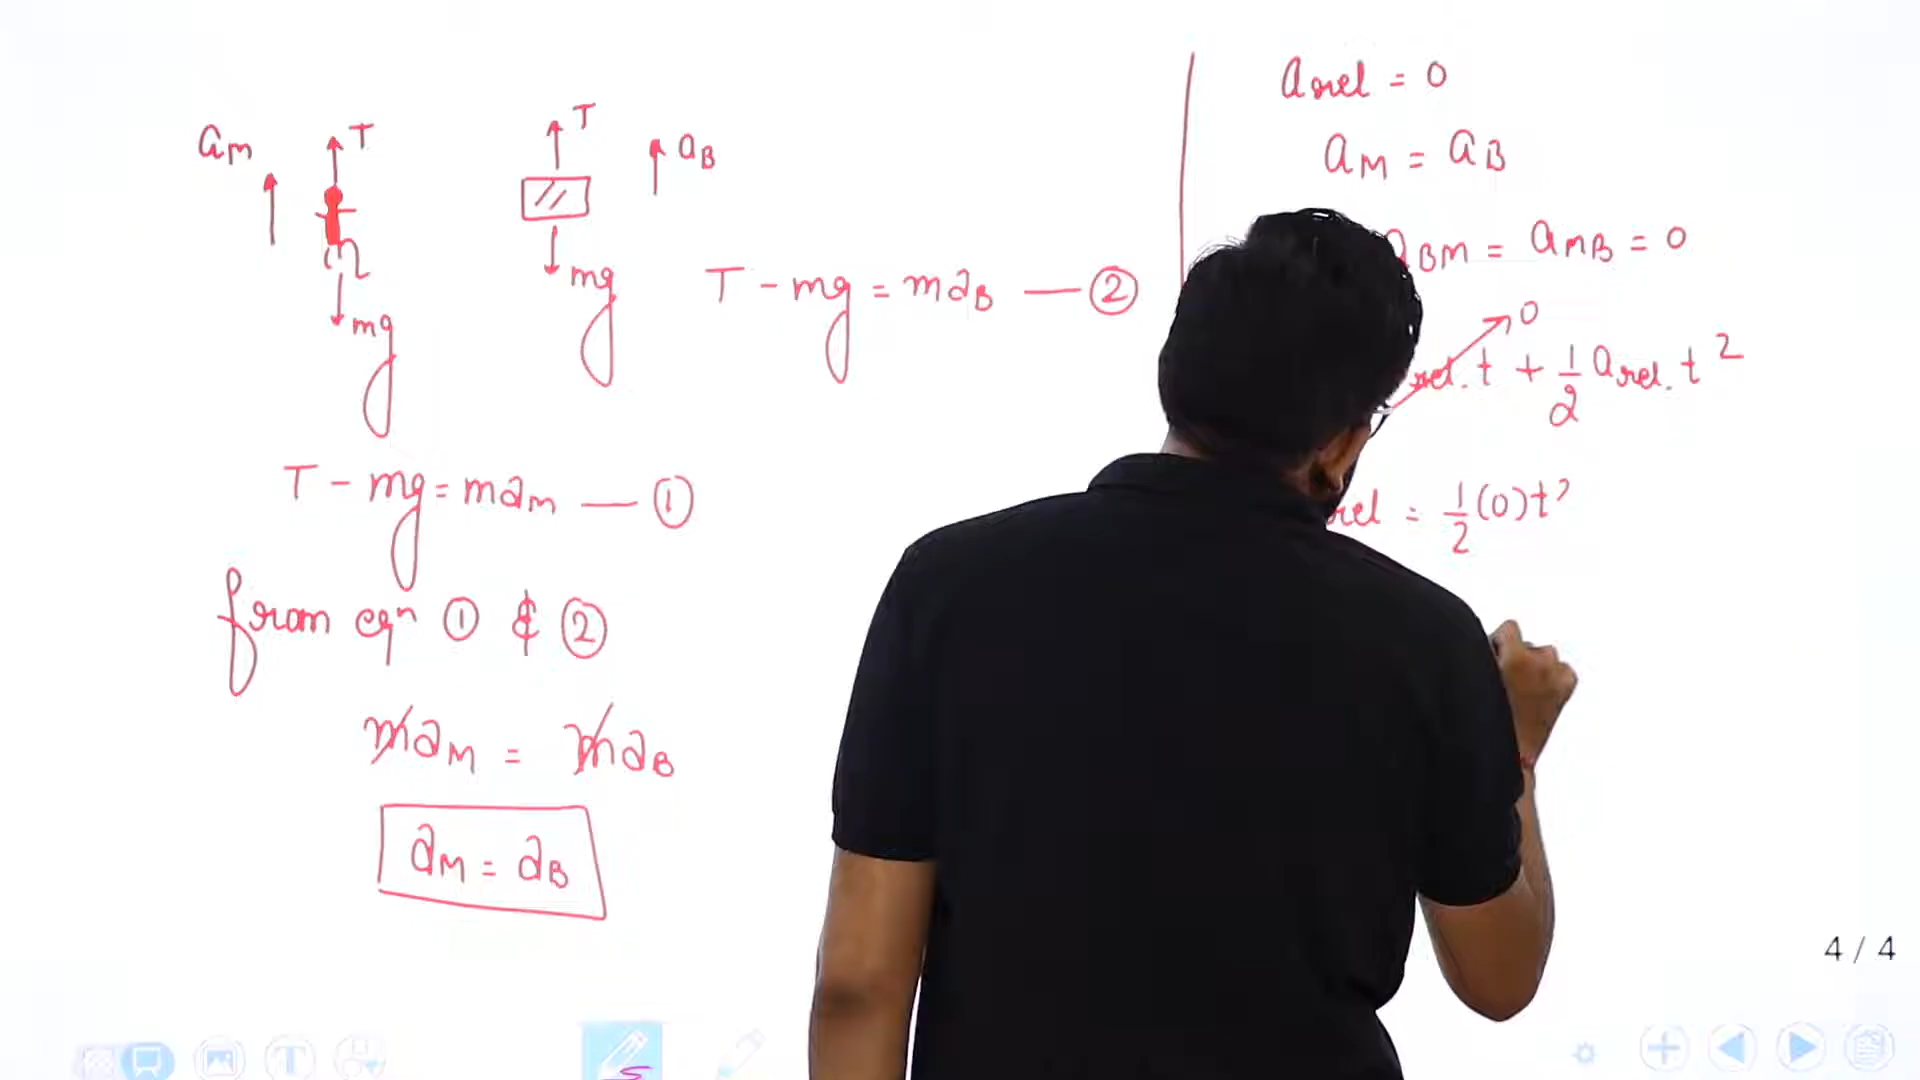 aM
T
m
mg
T
aB
mg
T - mg = maB — ②
T - mg = maM — ①
from eqn ① & ②
maM = maB
aM = aB
arel = 0
aM = aB
aBM = aMB = 0
0
rel. t + 1/2 arel. t²
rel = 1/2 (0) t²
4 / 4